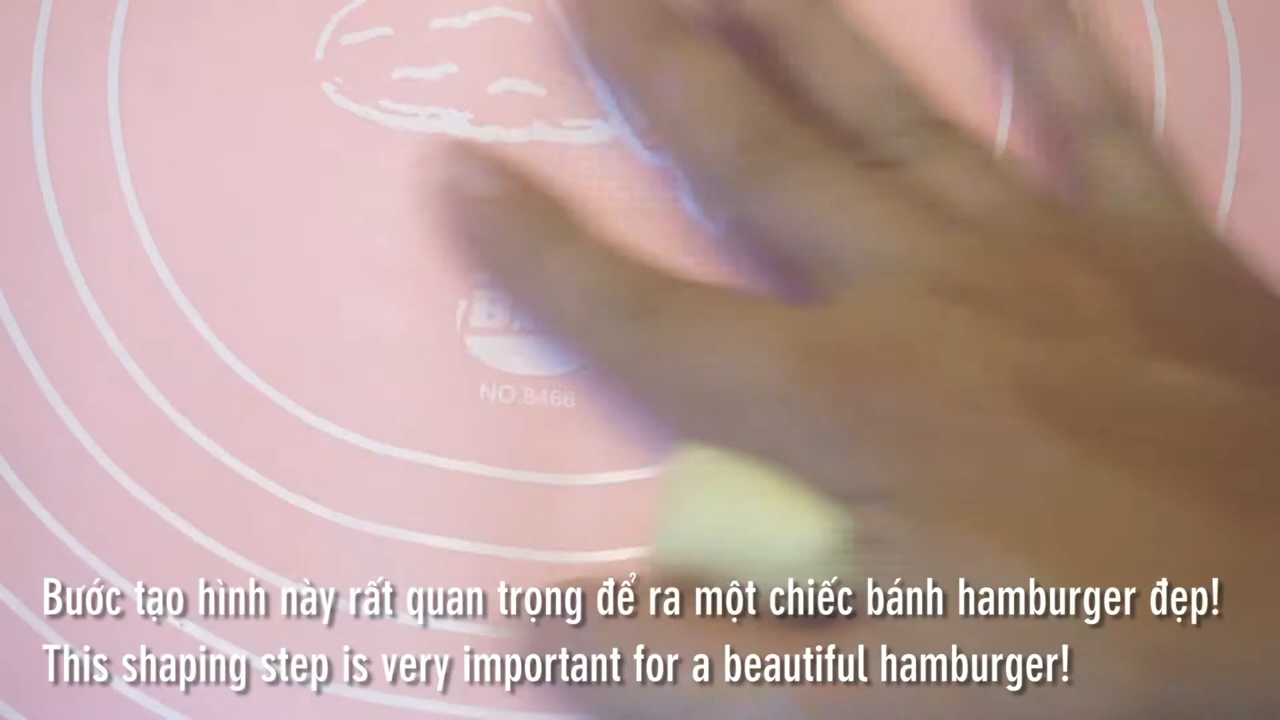 NO.8466
Bước tạo hình này rất quan trọng để ra một chiếc bánh hamburger đẹp!
This shaping step is very important for a beautiful hamburger!